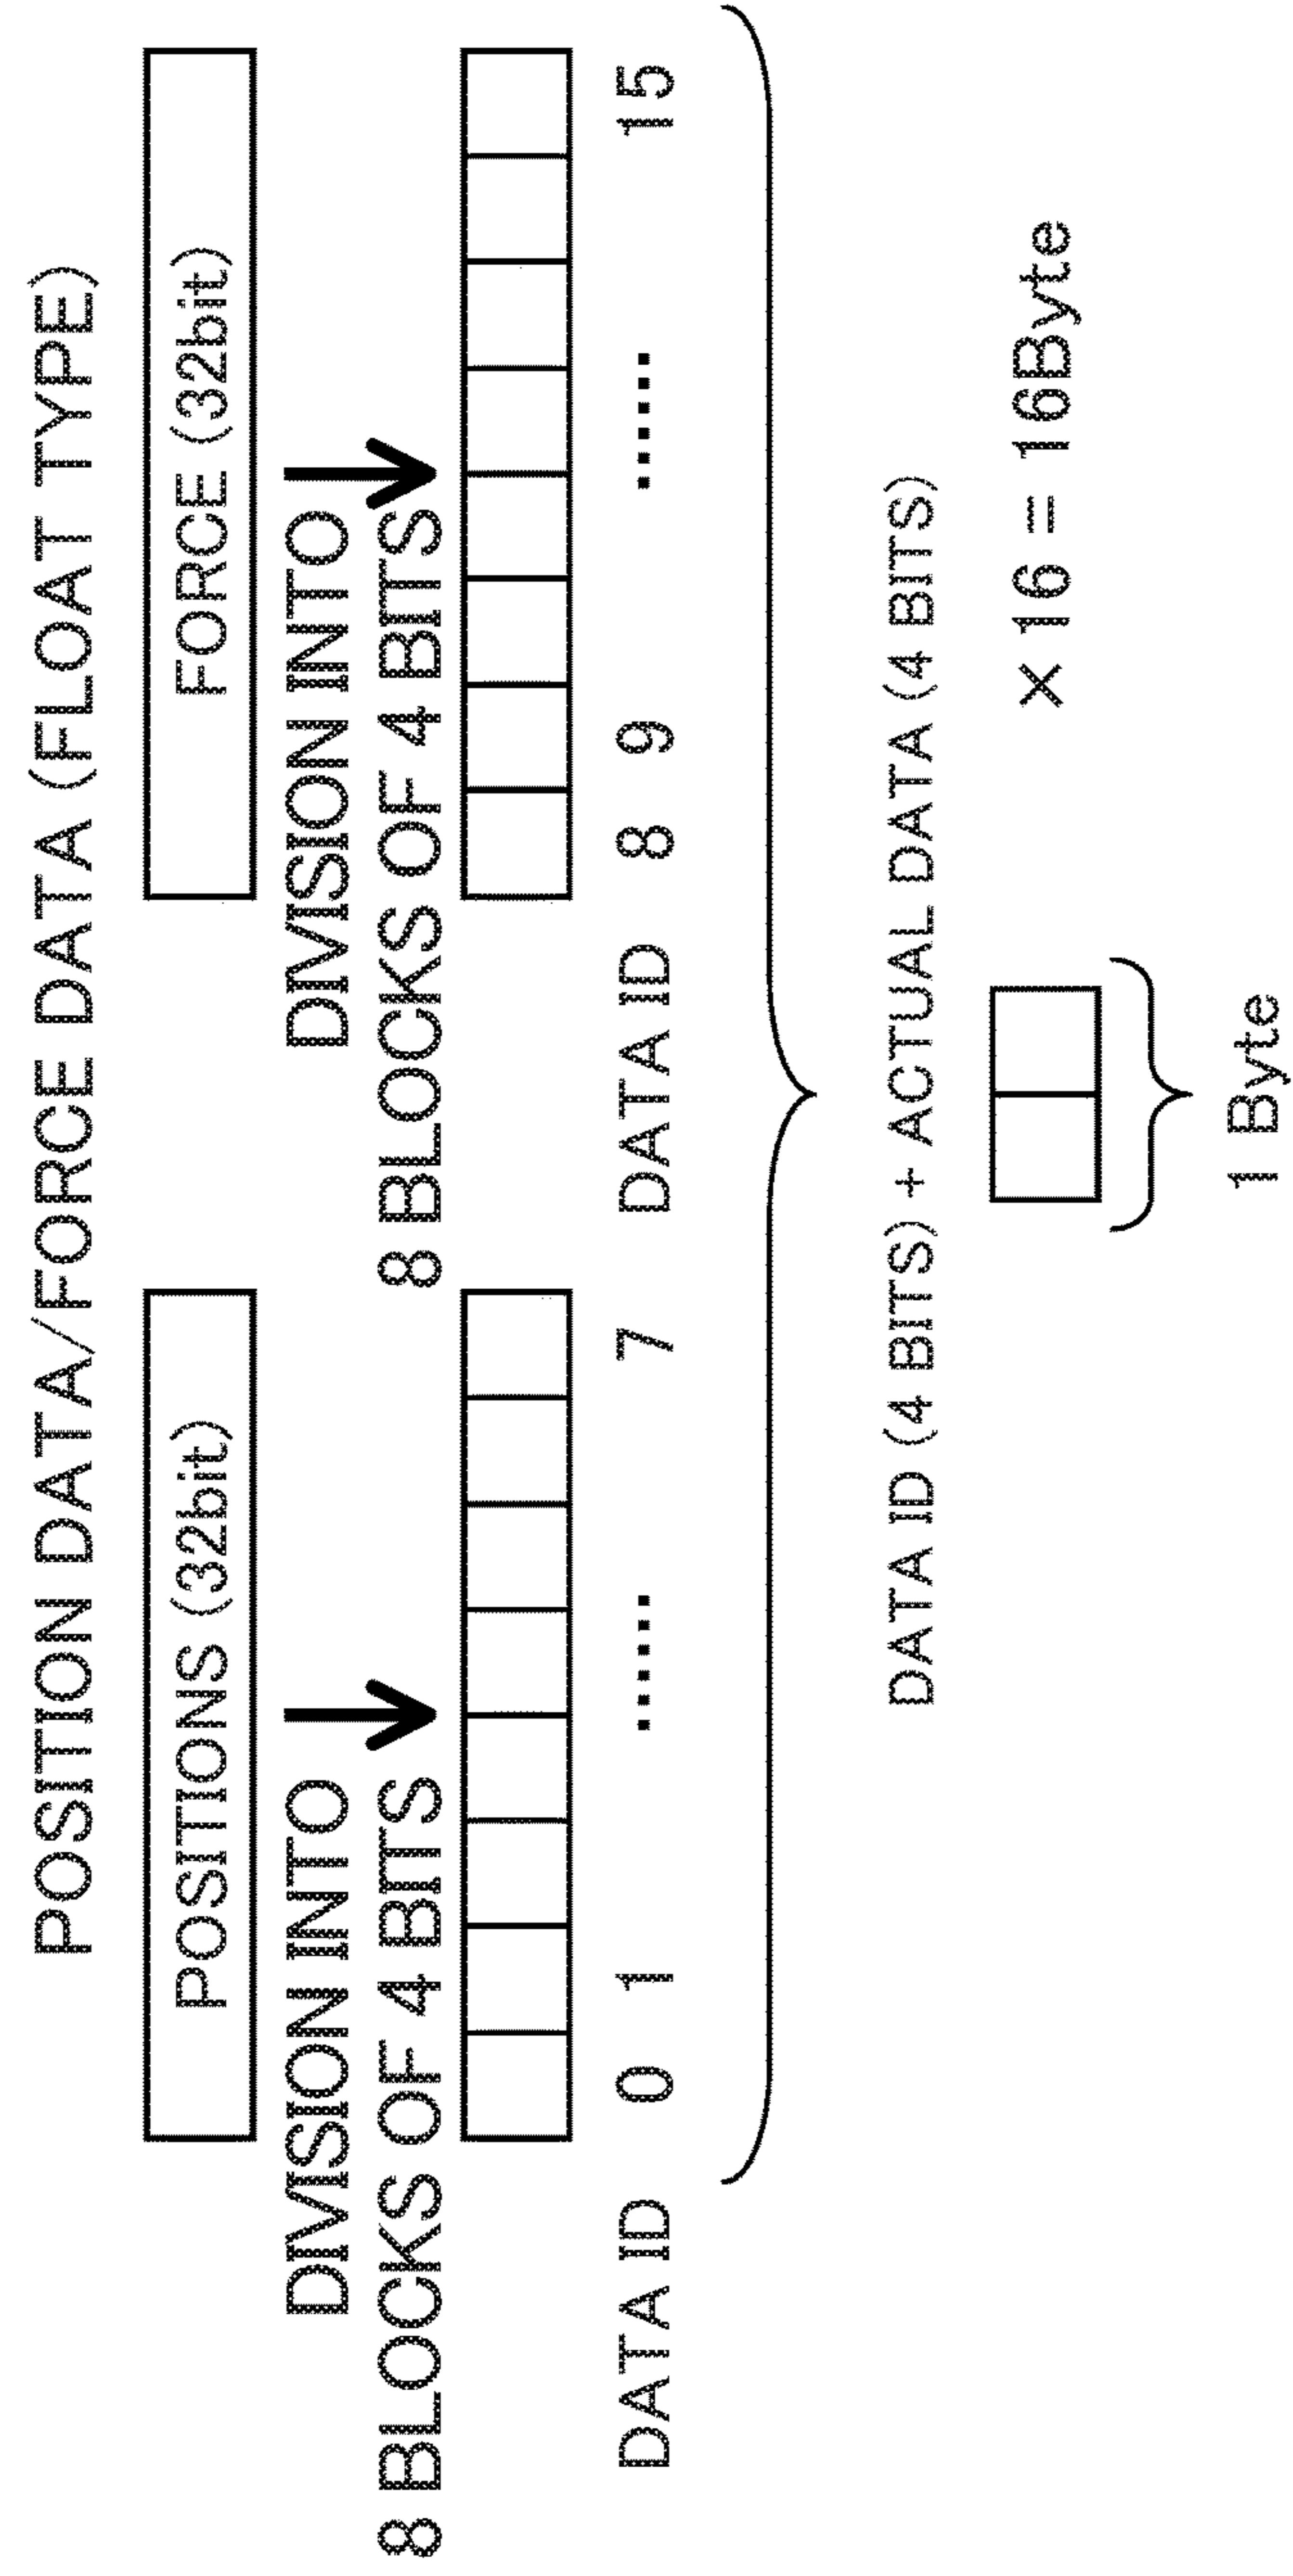 POSITION DATA/FORCE DATA (FLOAT TYPE)
POSITIONS (32bit)
FORCE (32bit)
DIVISION INTO
8 BLOCKS OF 4 BITS
DIVISION INTO
8 BLOCKS OF 4 BITS
DATA ID 0 1 ...... 7
DATA ID 8 9 ...... 15
DATA ID (4 BITS) + ACTUAL DATA (4 BITS)
× 16 = 16Byte
1 Byte